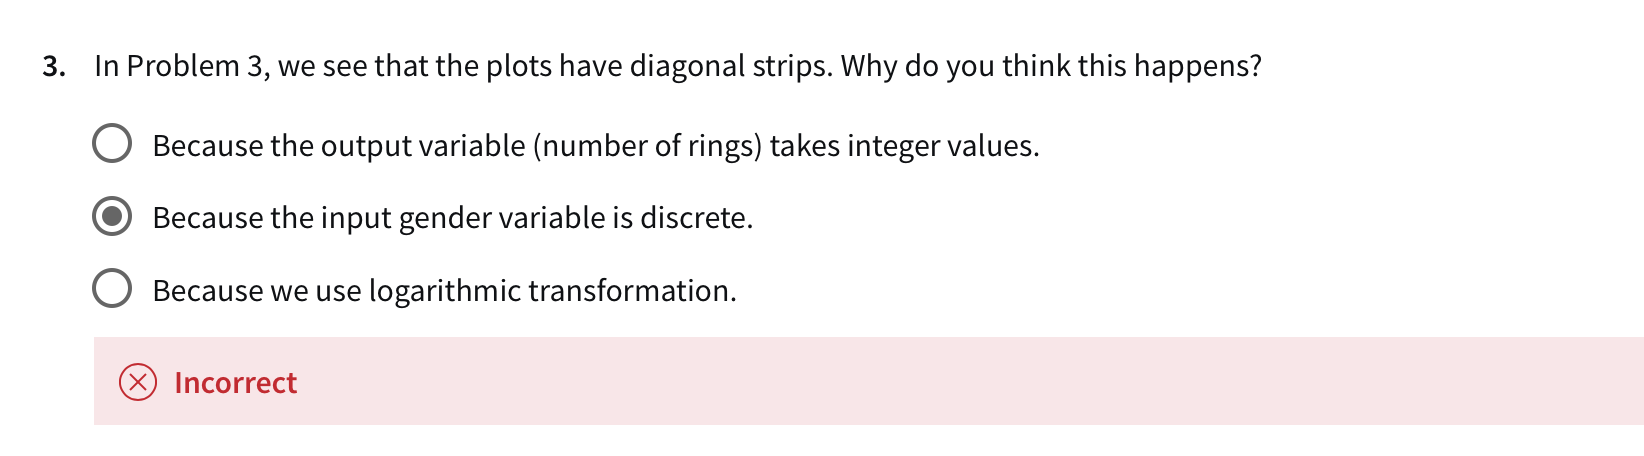 3. In Problem 3, we see that the plots have diagonal strips. Why do you think this happens?
Because the output variable (number of rings) takes integer values.
Because the input gender variable is discrete.
Because we use logarithmic transformation.
Incorrect